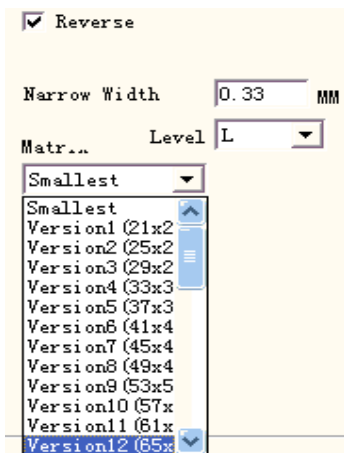 Reverse
Narrow Width 0.33 MM
Level L
Matr...
Smallest
Smallest
Version1 (21x2
Version2 (25x2
Version3 (29x2
Version4 (33x3
Version5 (37x3
Version6 (41x4
Version7 (45x4
Version8 (49x4
Version9 (53x5
Version10 (57x
Version11 (61x
Version12 (65x